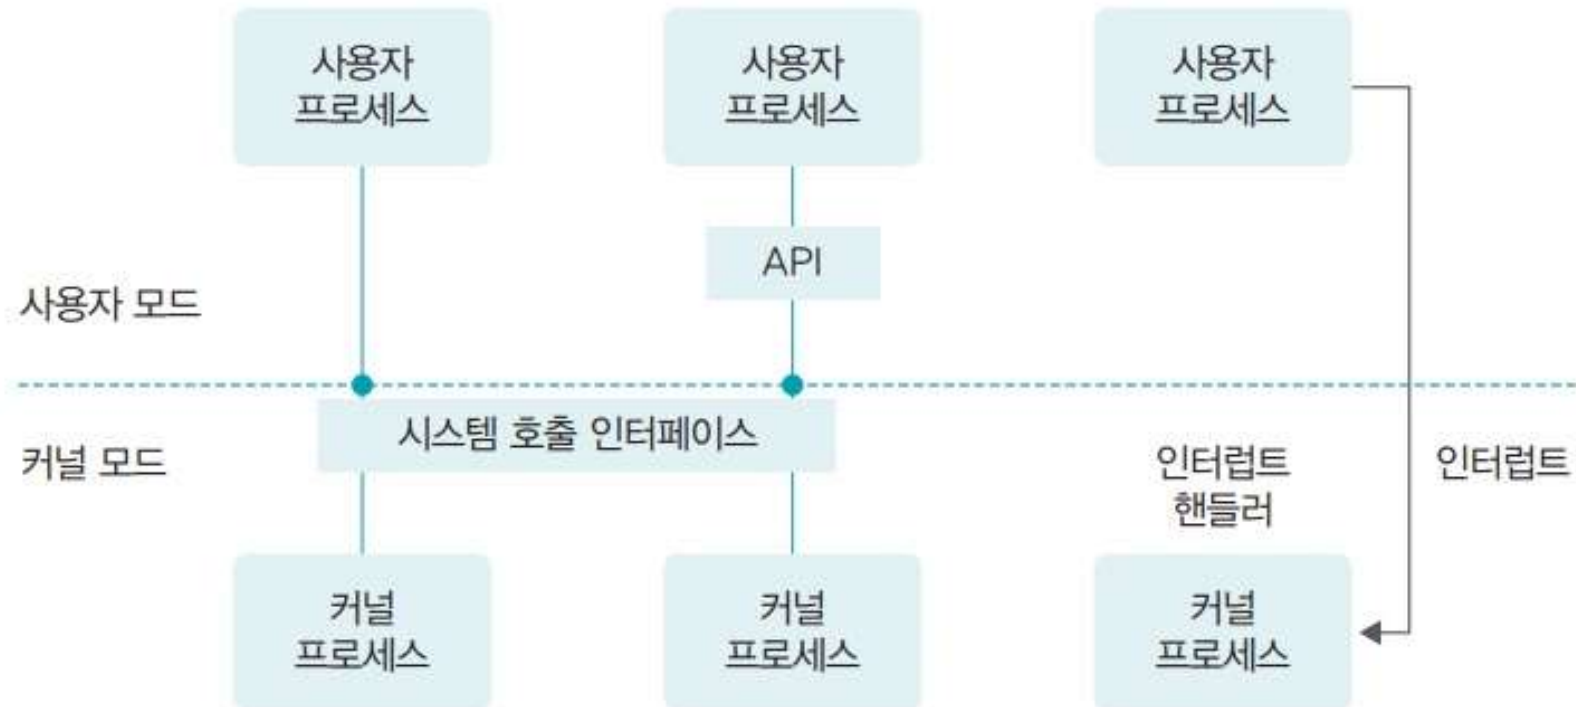 사용자
프로세스
사용자
프로세스
사용자
프로세스
API
사용자 모드
시스템 호출 인터페이스
커널 모드
인터럽트
핸들러
인터럽트
커널
프로세스
커널
프로세스
커널
프로세스